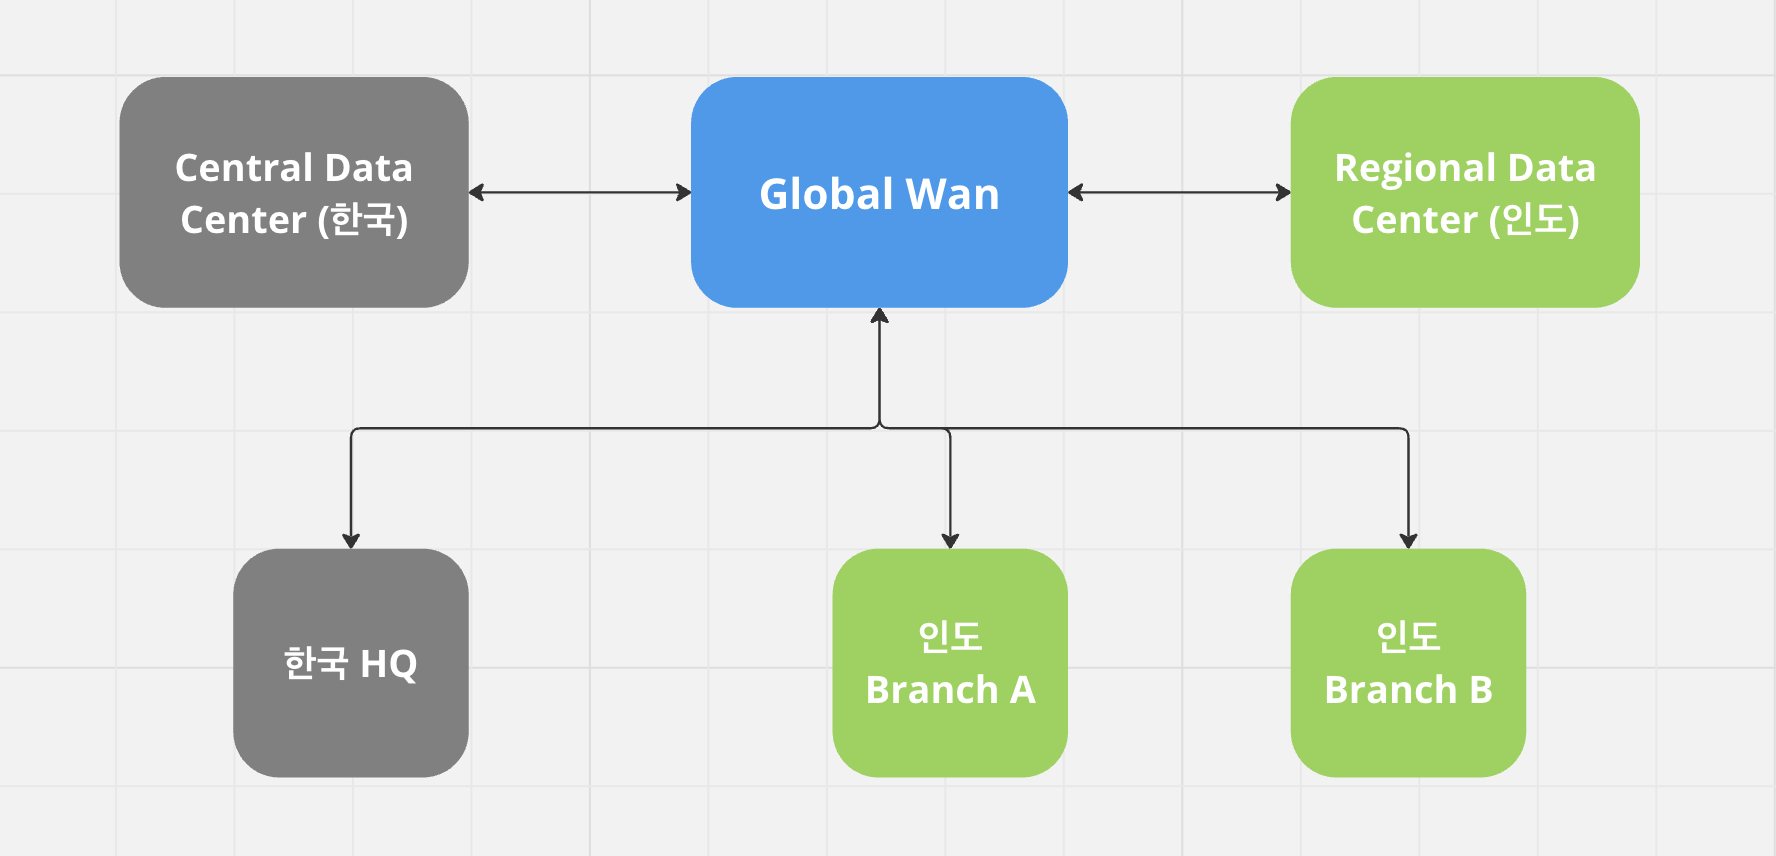 Central Data
Center (한국)
Global Wan
Regional Data
Center (인도)
한국 HQ
인도
Branch A
인도
Branch B